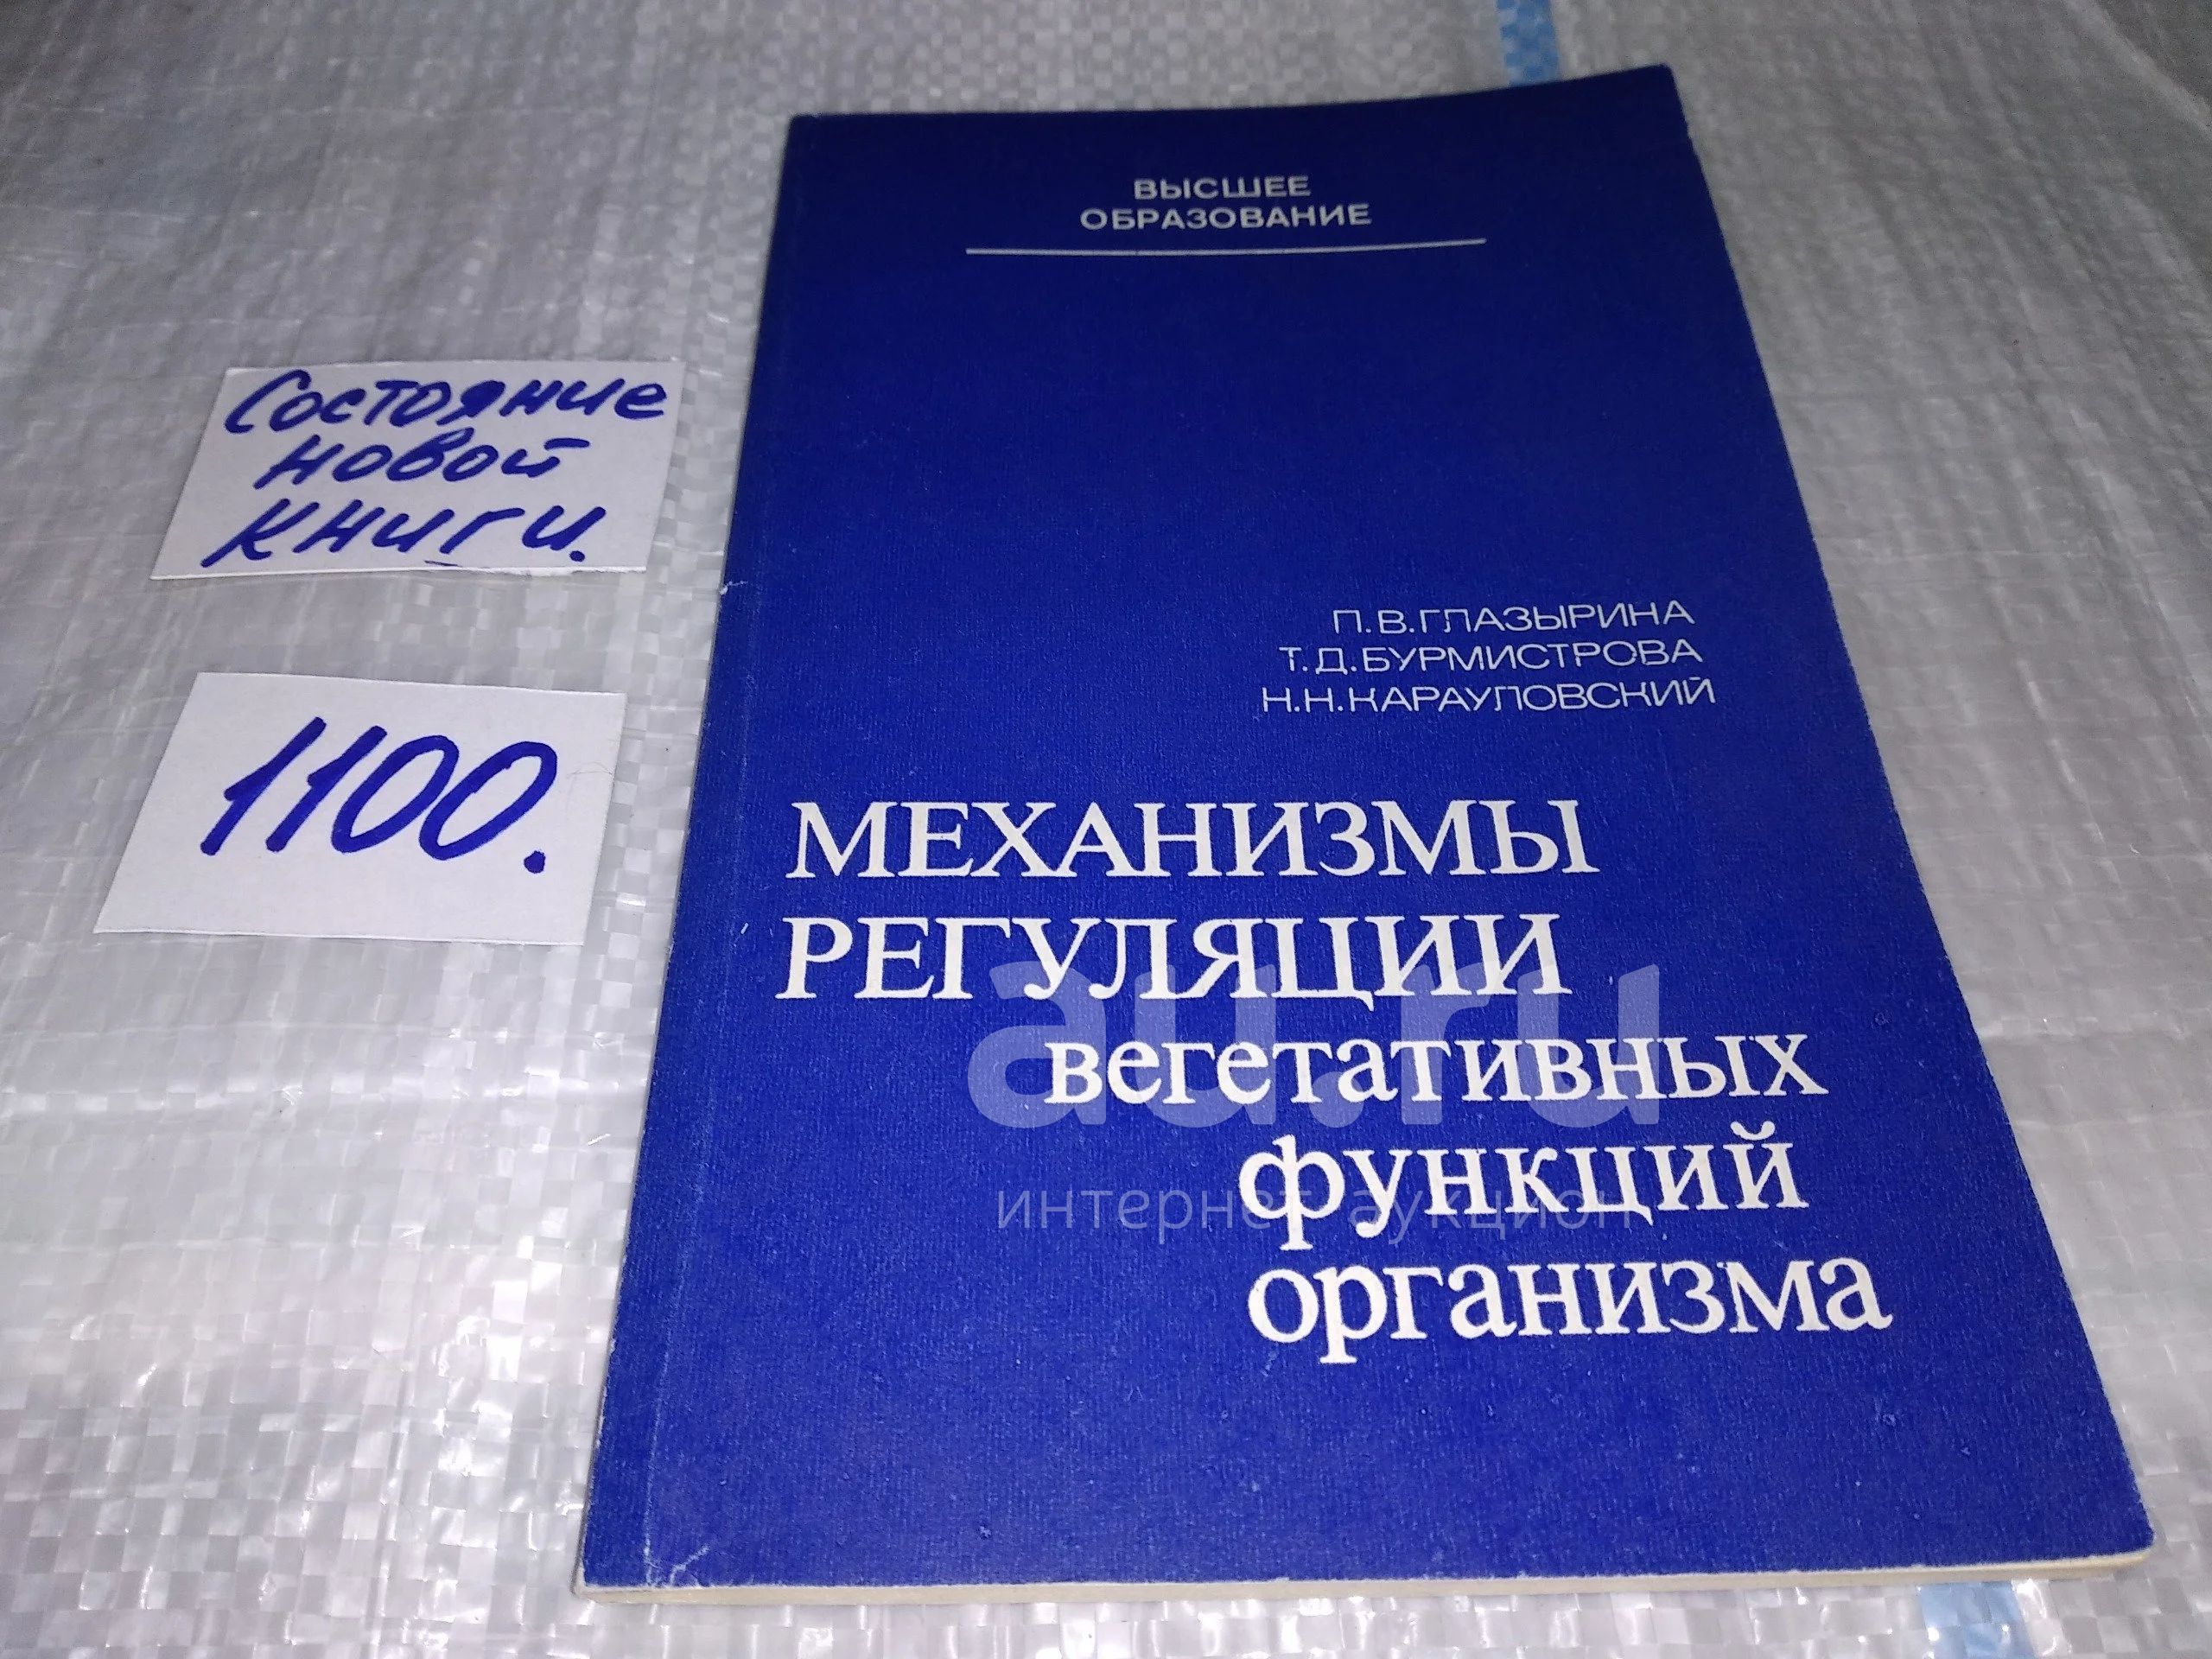 ВЫСШЕЕ
ОБРАЗОВАНИЕ
Состояние
новой
книги.
П.В.ГЛАЗЫРИНА
Т.Д.БУРМИСТРОВА
Н.Н.КАРАУЛОВСКИЙ
1100.
МЕХАНИЗМЫ
РЕГУЛЯЦИИ
вегетативных
функций
организма
au.ru
интернет-аукцион